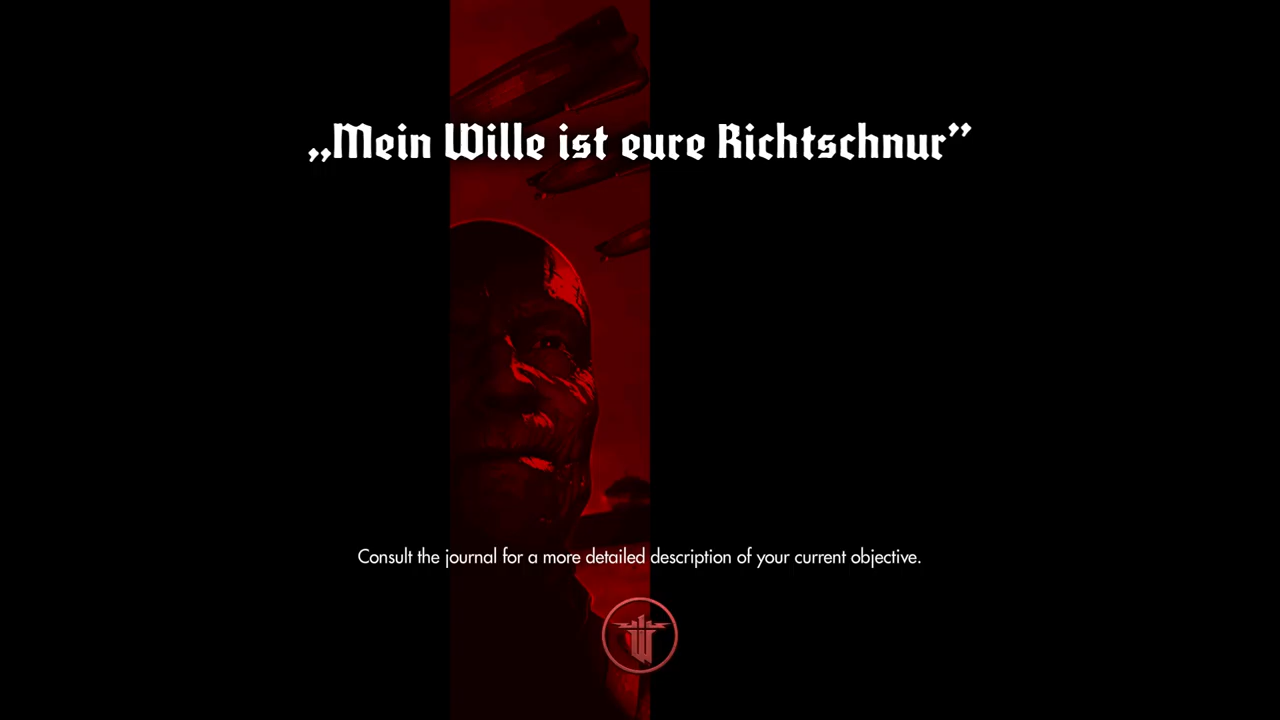 „Mein Wille ist eure Richtschnur”
Consult the journal for a more detailed description of your current objective.